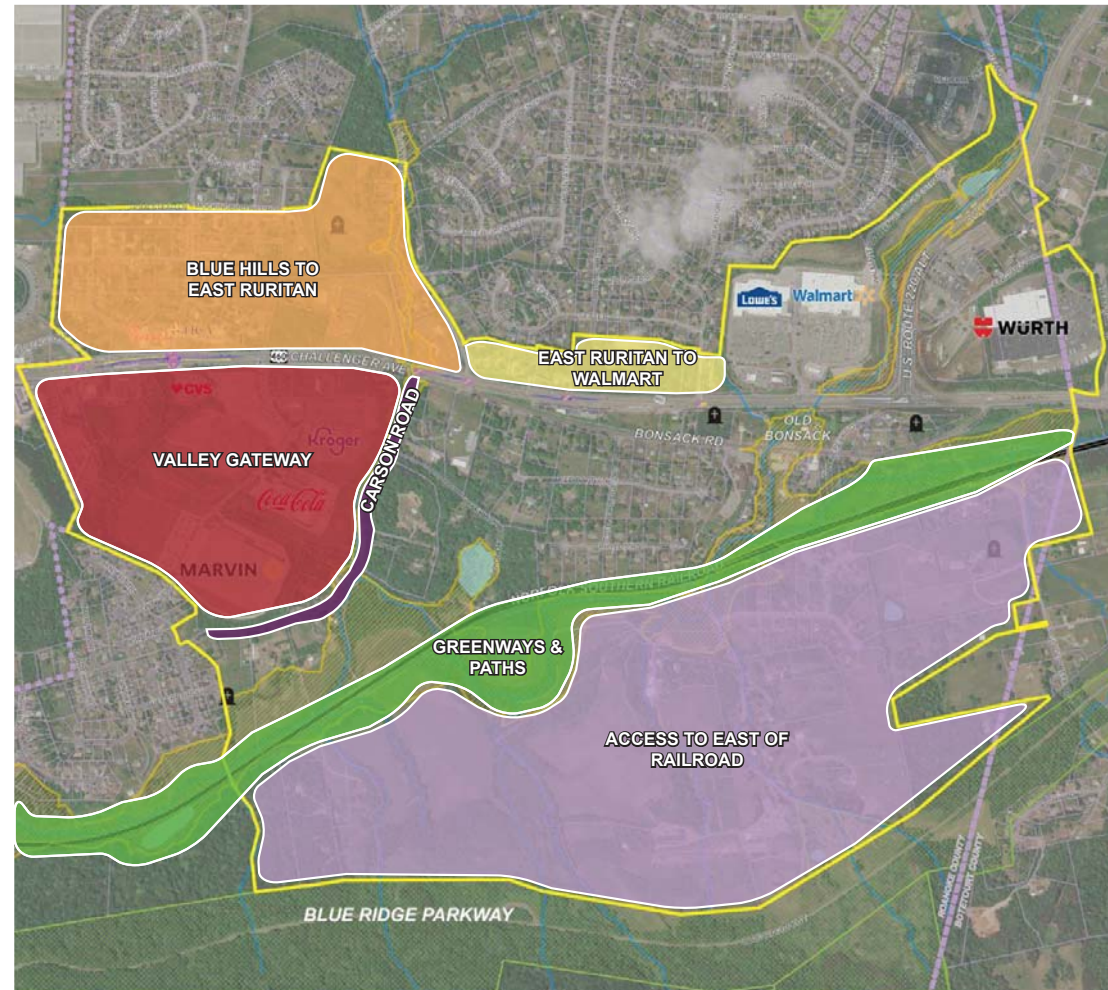 BLUE HILLS TO
EAST RURITAN
460 CHALLENGER AVE
LOWE'S
Walmart
U.S. ROUTE 220 ALT
WÜRTH
EAST RURITAN TO
WALMART
CVS
CARSON ROAD
OLD
BONSACK
BONSACK RD
Kroger
VALLEY GATEWAY
Coca-Cola
MARVIN
NORFOLK SOUTHERN RAILROAD
GREENWAYS &
PATHS
ACCESS TO EAST OF
RAILROAD
ROANOKE COUNTY
BOTETOURT COUNTY
BLUE RIDGE PARKWAY